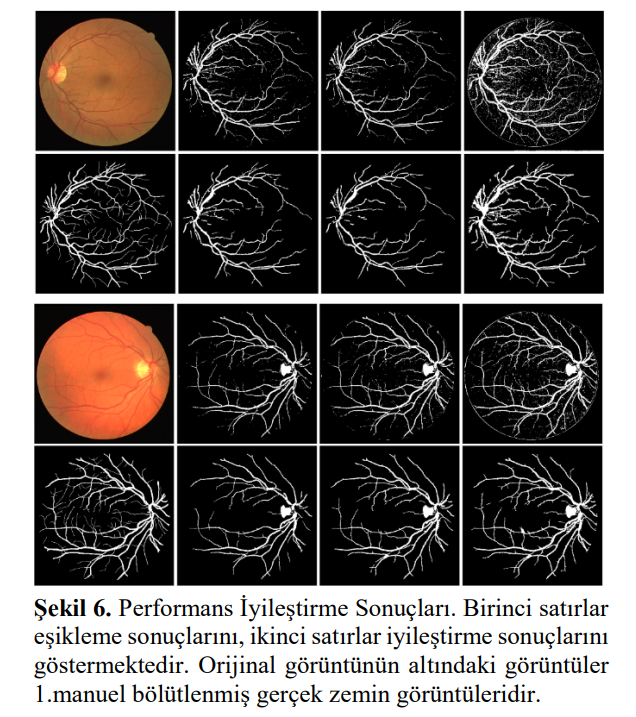 Şekil 6. Performans İyileştirme Sonuçları. Birinci satırlar
eşikleme sonuçlarını, ikinci satırlar iyileştirme sonuçlarını
göstermektedir. Orijinal görüntünün altındaki görüntüler
1.manuel bölütlenmiş gerçek zemin görüntüleridir.